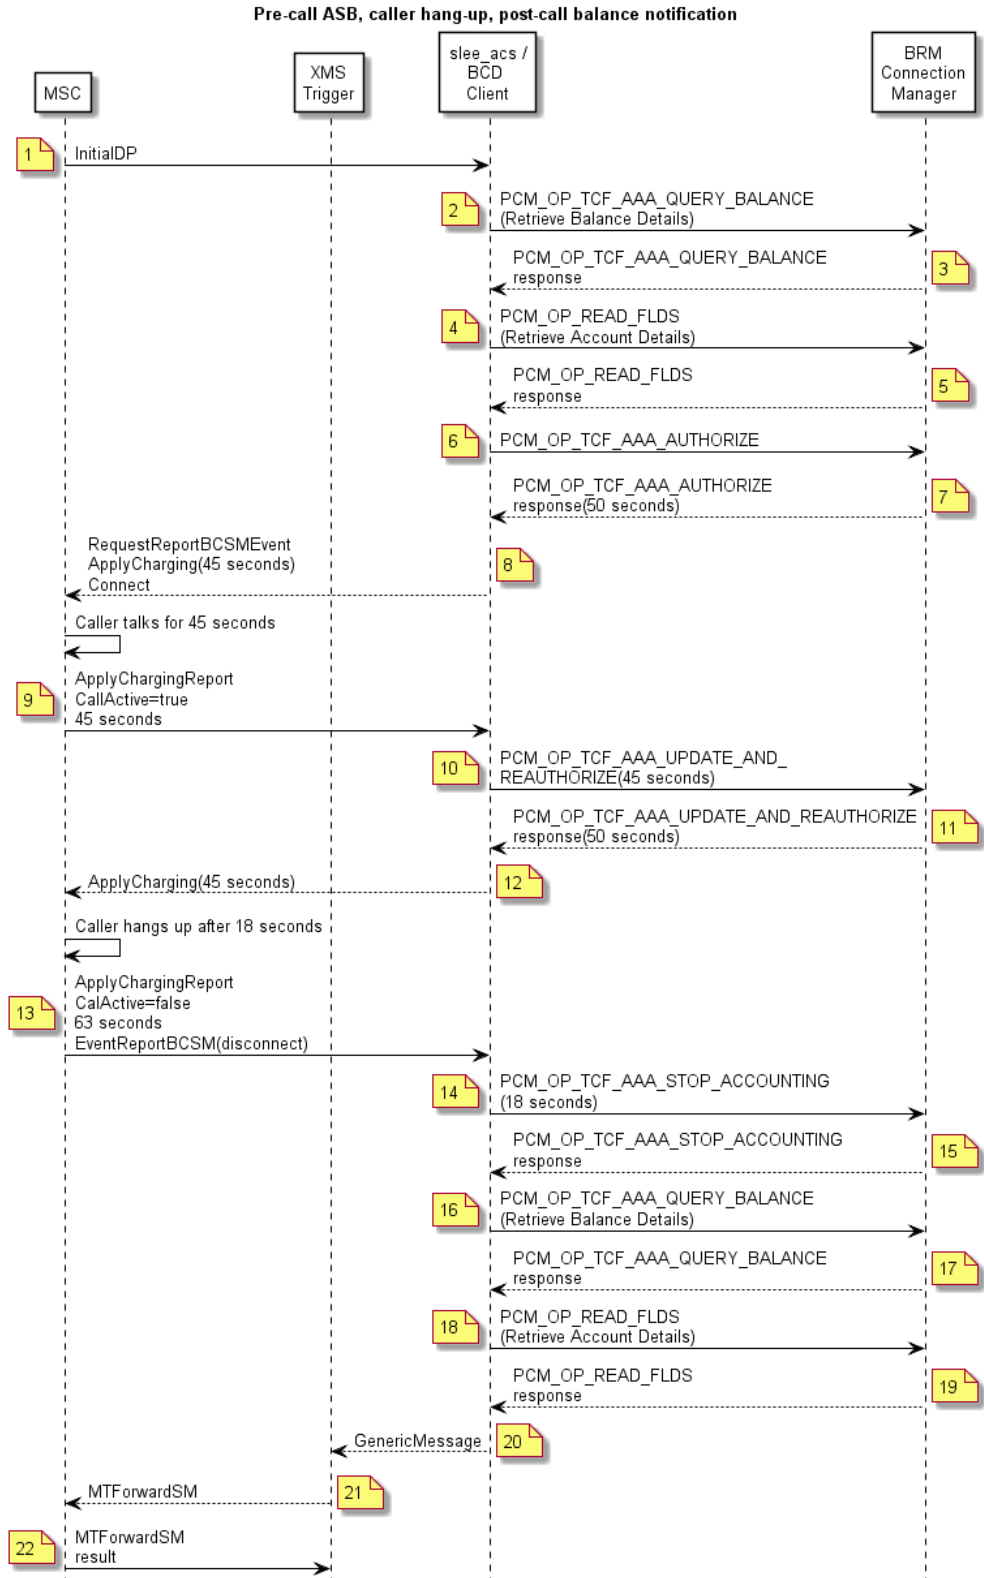 Pre-call ASB, caller hang-up, post-call balance notification
MSC
XMS
Trigger
slee_acs /
BCD
Client
BRM
Connection
Manager
1
InitialDP
2
PCM_OP_TCF_AAA_QUERY_BALANCE
(Retrieve Balance Details)
PCM_OP_TCF_AAA_QUERY_BALANCE
response
3
4
PCM_OP_READ_FLDS
(Retrieve Account Details)
PCM_OP_READ_FLDS
response
5
6
PCM_OP_TCF_AAA_AUTHORIZE
PCM_OP_TCF_AAA_AUTHORIZE
response(50 seconds)
7
RequestReportBCSMEvent
ApplyCharging(45 seconds)
Connect
8
Caller talks for 45 seconds
9
ApplyChargingReport
CallActive=true
45 seconds
10
PCM_OP_TCF_AAA_UPDATE_AND_
REAUTHORIZE(45 seconds)
PCM_OP_TCF_AAA_UPDATE_AND_REAUTHORIZE
response(50 seconds)
11
ApplyCharging(45 seconds)
12
Caller hangs up after 18 seconds
13
ApplyChargingReport
CalActive=false
63 seconds
EventReportBCSM(disconnect)
14
PCM_OP_TCF_AAA_STOP_ACCOUNTING
(18 seconds)
PCM_OP_TCF_AAA_STOP_ACCOUNTING
response
15
16
PCM_OP_TCF_AAA_QUERY_BALANCE
(Retrieve Balance Details)
PCM_OP_TCF_AAA_QUERY_BALANCE
response
17
18
PCM_OP_READ_FLDS
(Retrieve Account Details)
PCM_OP_READ_FLDS
response
19
GenericMessage
20
MTForwardSM
21
22
MTForwardSM
result